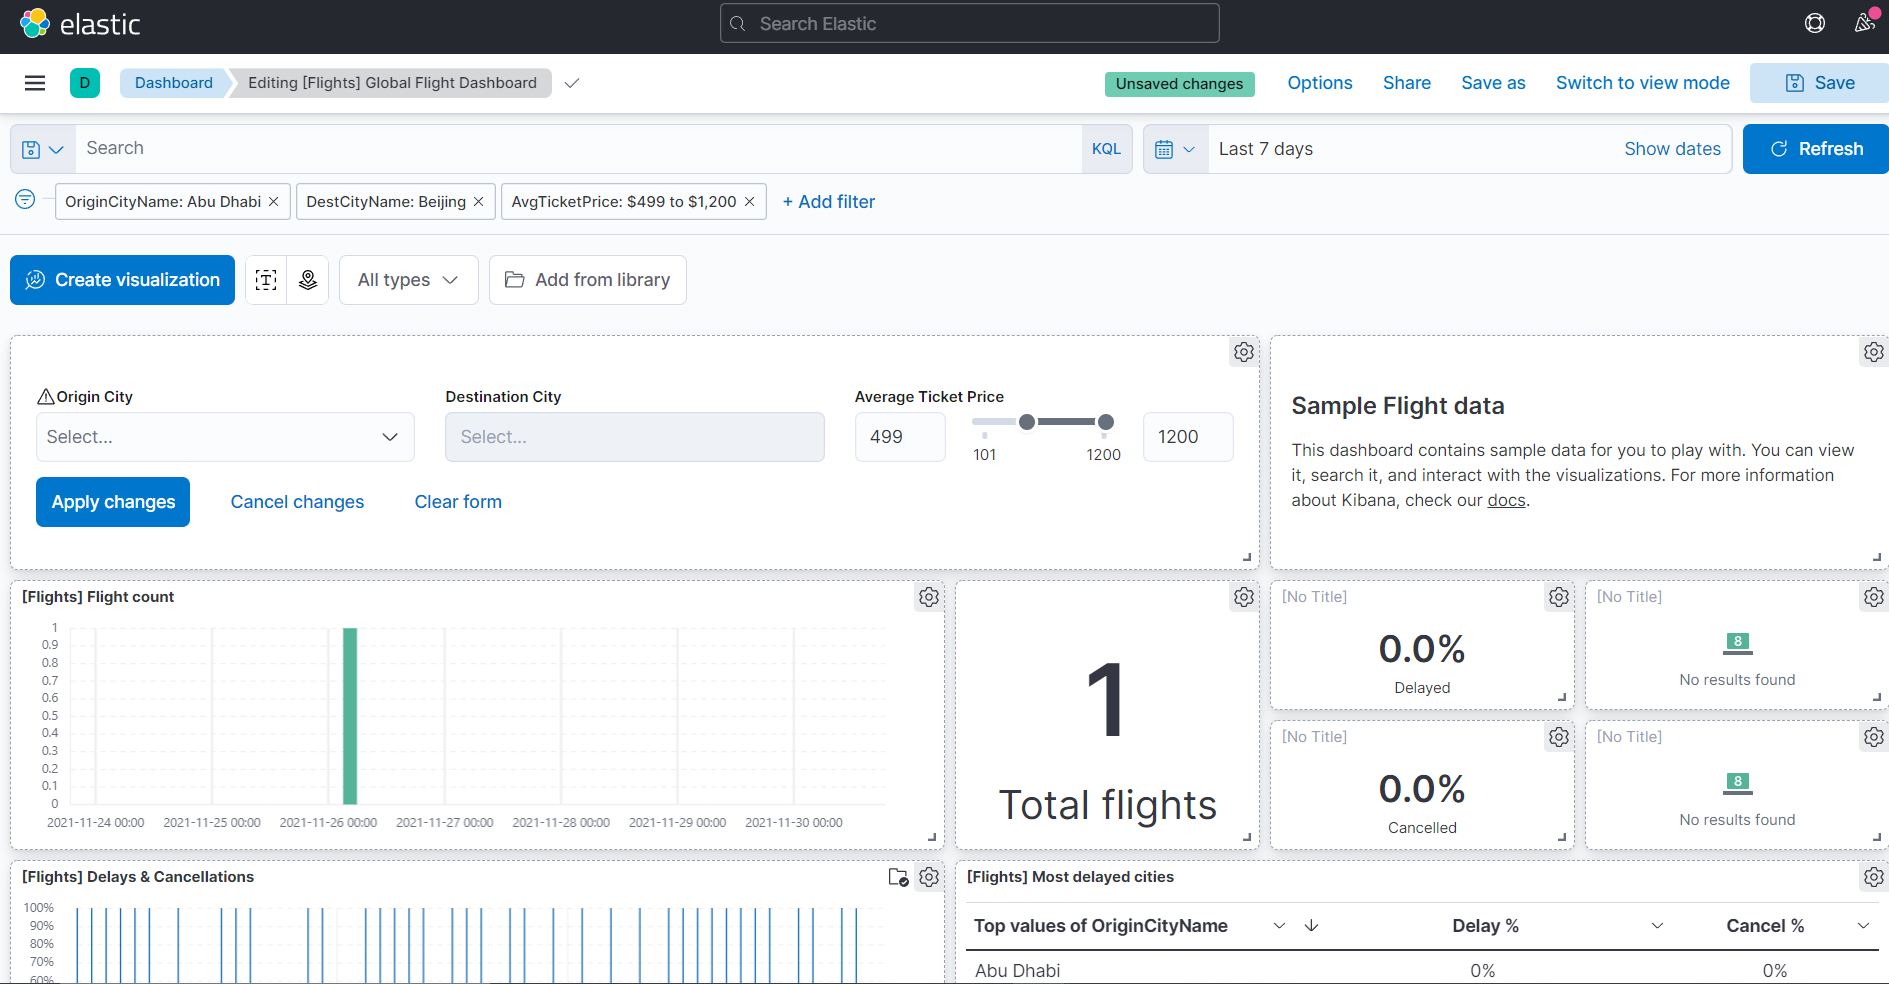 elastic
Search Elastic
D
Dashboard
Editing [Flights] Global Flight Dashboard
Unsaved changes
Options
Share
Save as
Switch to view mode
Save
Search
KQL
Last 7 days
Show dates
Refresh
OriginCityName: Abu Dhabi ×
DestCityName: Beijing ×
AvgTicketPrice: $499 to $1,200 ×
+ Add filter
Create visualization
T
All types
Add from library
Origin City
Select...
Destination City
Select...
Average Ticket Price
499
101
1200
1200
Apply changes
Cancel changes
Clear form
Sample Flight data
This dashboard contains sample data for you to play with. You can view
it, search it, and interact with the visualizations. For more information
about Kibana, check our docs.
[Flights] Flight count
1
0.9
0.8
0.7
0.6
0.5
0.4
0.3
0.2
0.1
0
2021-11-24 00:00
2021-11-25 00:00
2021-11-26 00:00
2021-11-27 00:00
2021-11-28 00:00
2021-11-29 00:00
2021-11-30 00:00
1
Total flights
[No Title]
0.0%
Delayed
[No Title]
8
No results found
[No Title]
0.0%
Cancelled
[No Title]
8
No results found
[Flights] Delays & Cancellations
100%
90%
80%
70%
60%
[Flights] Most delayed cities
Top values of OriginCityName
Delay %
Cancel %
Abu Dhabi
0%
0%